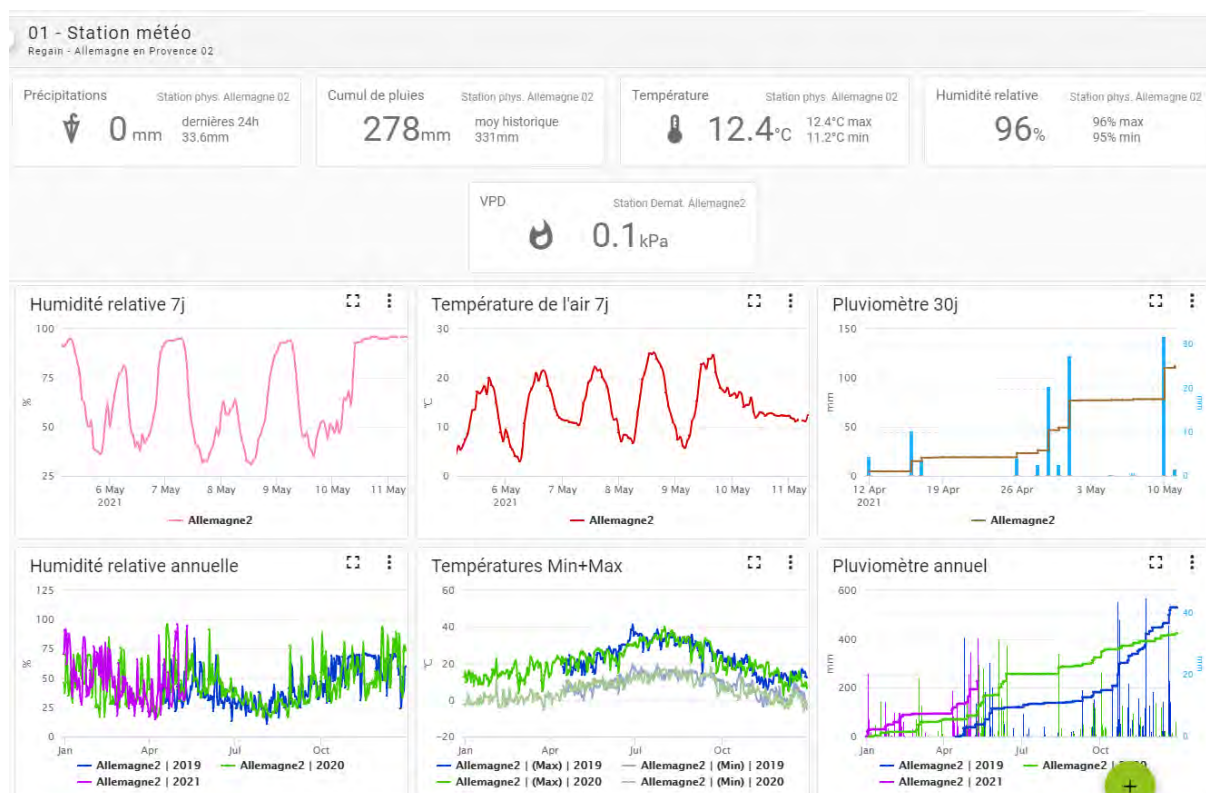 01 - Station météo
Regain - Allemagne en Provence 02
Précipitations
Station phys. Allemagne 02
0 mm
dernières 24h
33.6mm
Cumul de pluies
Station phys. Allemagne 02
278mm
moy historique
331mm
Température
Station phys. Allemagne 02
12.4°C
12.4°C max
11.2°C min
Humidité relative
Station phys. Allemagne 02
96%
96% max
95% min
VPD
Station Demat. Allemagne2
0.1 kPa
Humidité relative 7j
100
75
50
25
%
6 May
2021
7 May
8 May
9 May
10 May
11 May
Allemagne2
Température de l'air 7j
30
20
10
0
°C
6 May
2021
7 May
8 May
9 May
10 May
11 May
Allemagne2
Pluviomètre 30j
150
100
50
0
mm
30
20
10
0
mm
12 Apr
2021
19 Apr
26 Apr
3 May
10 May
Allemagne2
Humidité relative annuelle
125
100
75
50
25
0
%
Jan
Apr
Jul
Oct
Allemagne2 | 2019
Allemagne2 | 2020
Allemagne2 | 2021
Températures Min+Max
60
40
20
0
-20
°C
Jan
Apr
Jul
Oct
Allemagne2 | (Max) | 2019
Allemagne2 | (Min) | 2019
Allemagne2 | (Max) | 2020
Allemagne2 | (Min) | 2020
Pluviomètre annuel
600
400
200
0
mm
40
20
0
mm
Jan
Apr
Jul
Oct
Allemagne2 | 2019
Allemagne2 |
Allemagne2 | 2021
+